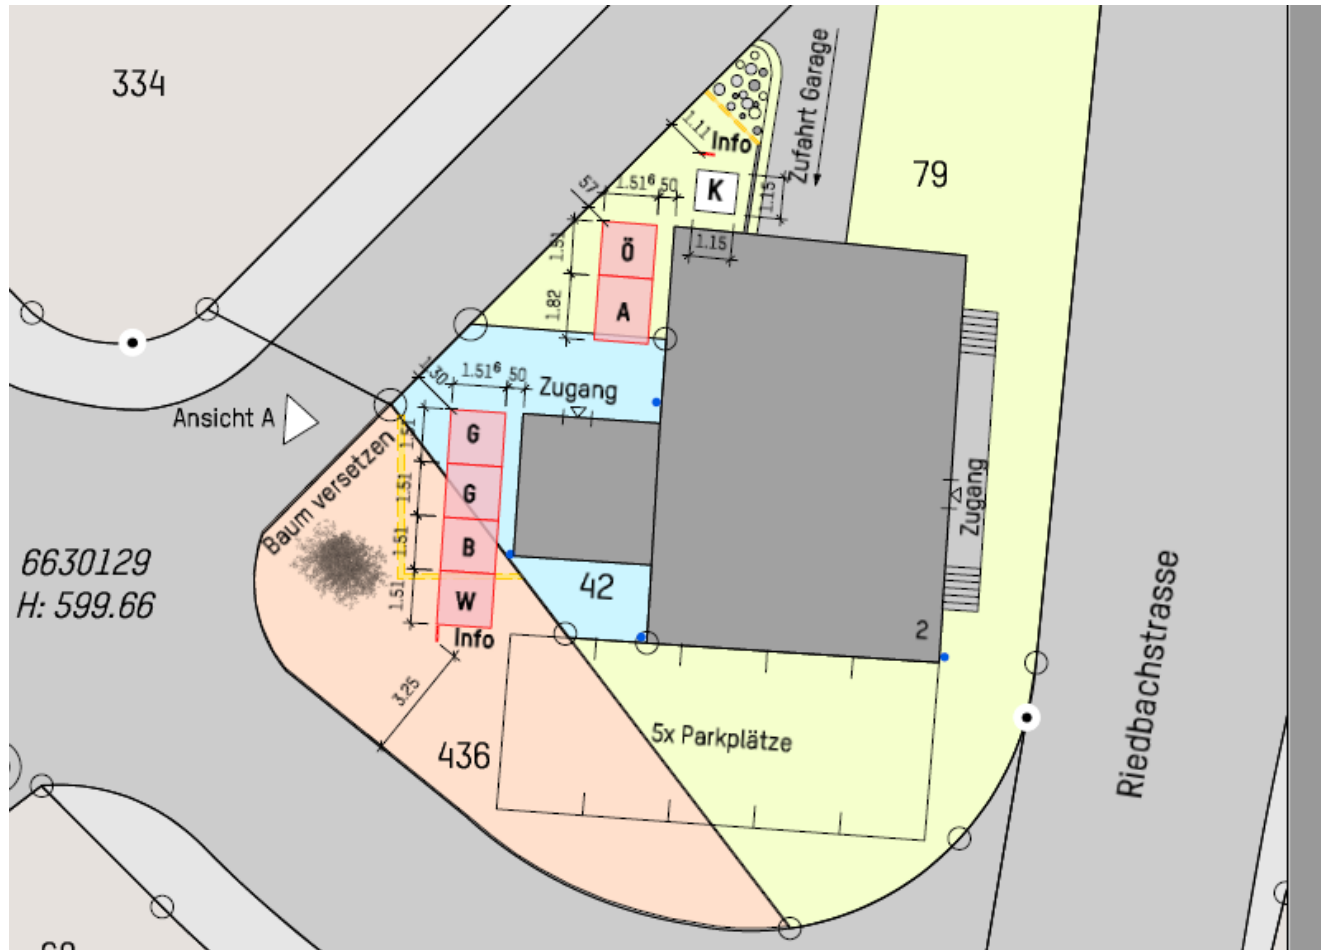 334
Zufahrt Garage
1.11
Info
79
57
1.51⁶
50
K
1.15
1.15
1.51
Ö
1.82
A
1.30
1.51⁶
50
Zugang
Ansicht A
G
1.51
Baum versetzen
G
1.51
B
1.51
Zugang
6630129
H: 599.66
42
W
1.51
Info
2
Riedbachstrasse
3.25
436
5x Parkplätze